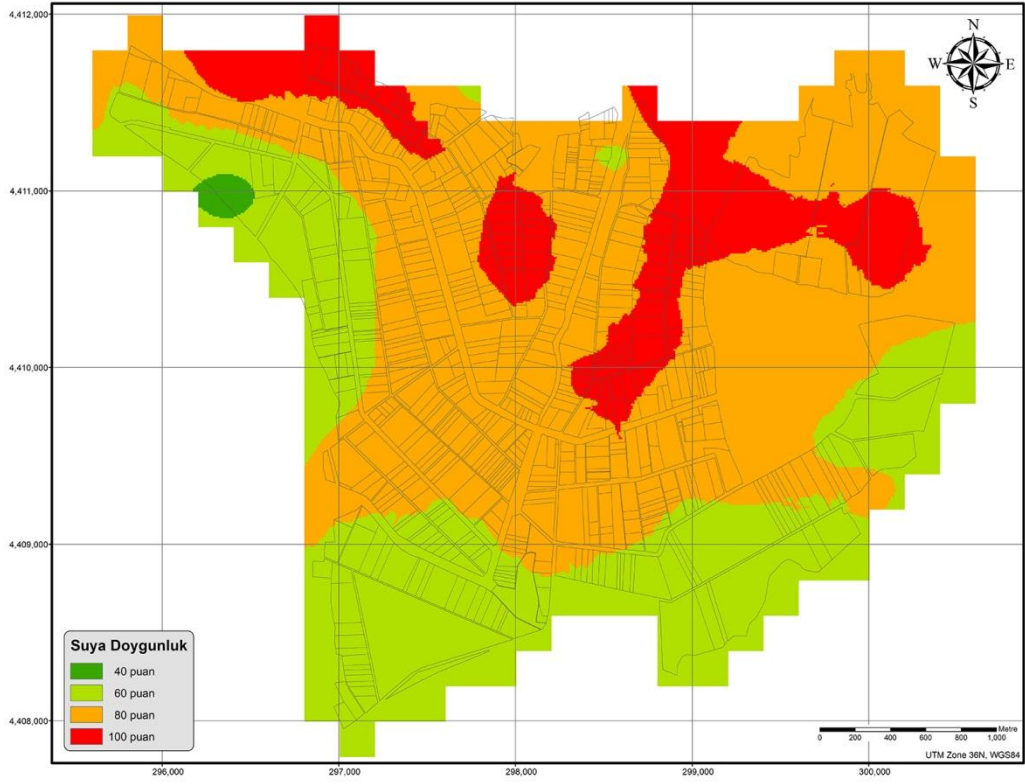 4,412,000
N
W E
S
4,411,000
4,410,000
4,409,000
4,408,000
Suya Doygunluk
40 puan
60 puan
80 puan
100 puan
Metre
0 200 400 600 800 1,000
UTM Zone 36N, WGS84
296,000 297,000 298,000 299,000 300,000